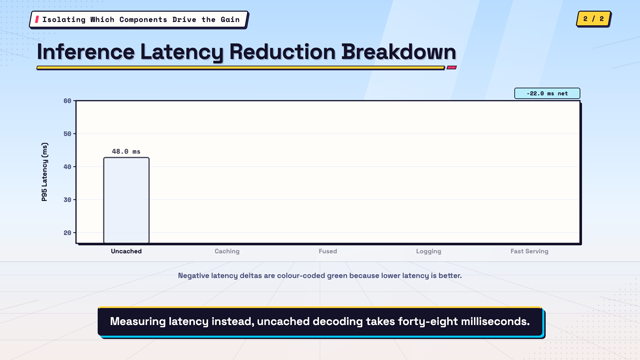 Isolating Which Components Drive the Gain
2 / 2
Inference Latency Reduction Breakdown
-22.0 ms net
60
50
40
30
20
P95 Latency (ms)
48.0 ms
Uncached
Caching
Fused
Logging
Fast Serving
Negative latency deltas are colour-coded green because lower latency is better.
Measuring latency instead, uncached decoding takes forty-eight milliseconds.